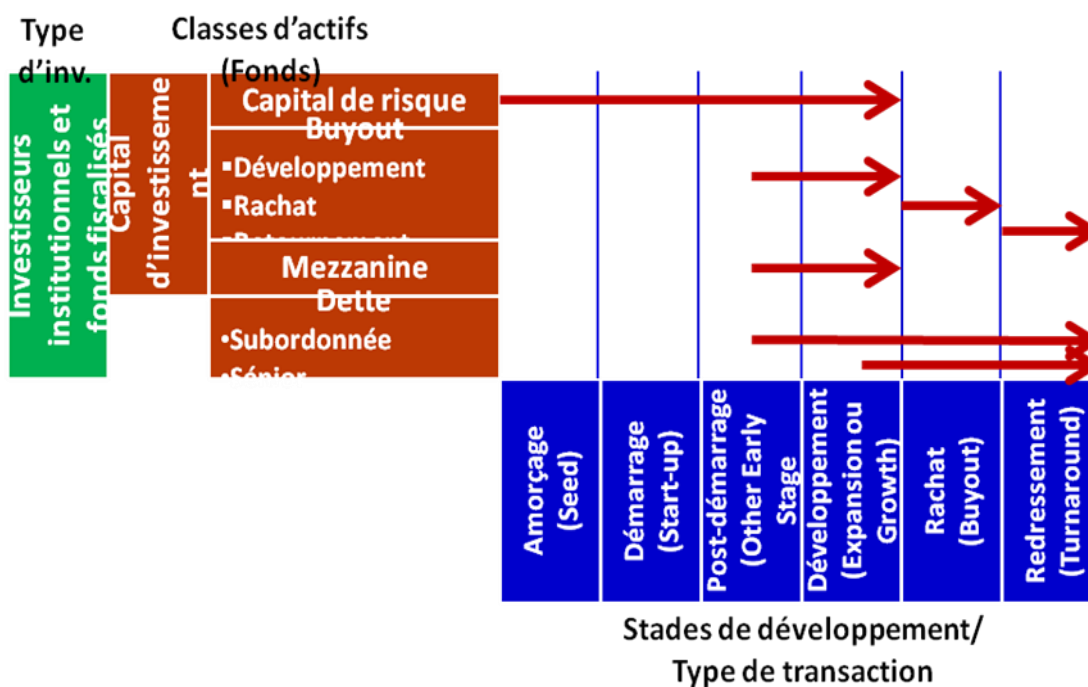 Type
d’inv.
Classes d’actifs
(Fonds)
Investisseurs
institutionnels et
fonds fiscalisés
Capital
d’investisseme
nt
Capital de risque
Buyout
▪Développement
▪Rachat
▪Retournement
Mezzanine
Dette
•Subordonnée
•Sénior
Amorçage
(Seed)
Démarrage
(Start-up)
Post-démarrage
(Other Early
Stage
Développement
(Expansion ou
Growth)
Rachat
(Buyout)
Redressement
(Turnaround)
Stades de développement/
Type de transaction